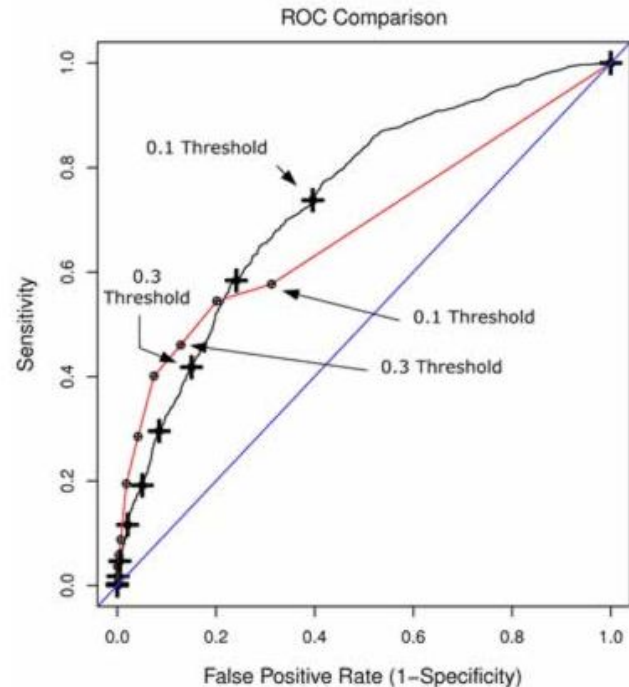 ROC Comparison
1.0
0.8
0.6
0.4
0.2
0.0
Sensitivity
0.1 Threshold
0.3
Threshold
0.1 Threshold
0.3 Threshold
0.0 0.2 0.4 0.6 0.8 1.0
False Positive Rate (1−Specificity)